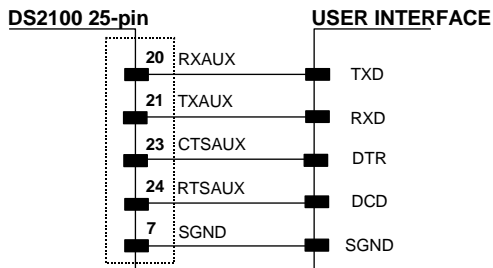 DS2100 25-pin USER INTERFACE
20 RXAUX TXD
21 TXAUX RXD
23 CTSAUX DTR
24 RTSAUX DCD
7 SGND SGND